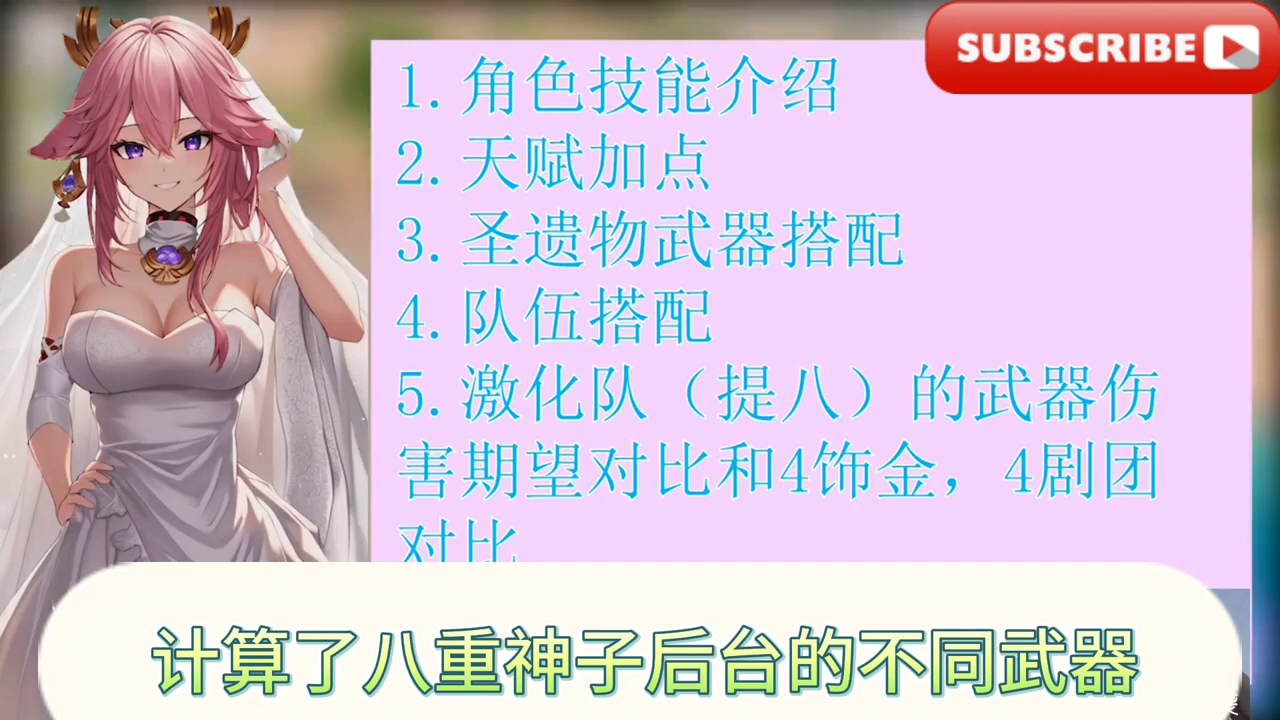 SUBSCRIBE
1. 角色技能介绍
2. 天赋加点
3. 圣遗物武器搭配
4. 队伍搭配
5. 激化队（提八）的武器伤
害期望对比和4饰金，4剧团
对比
计算了八重神子后台的不同武器